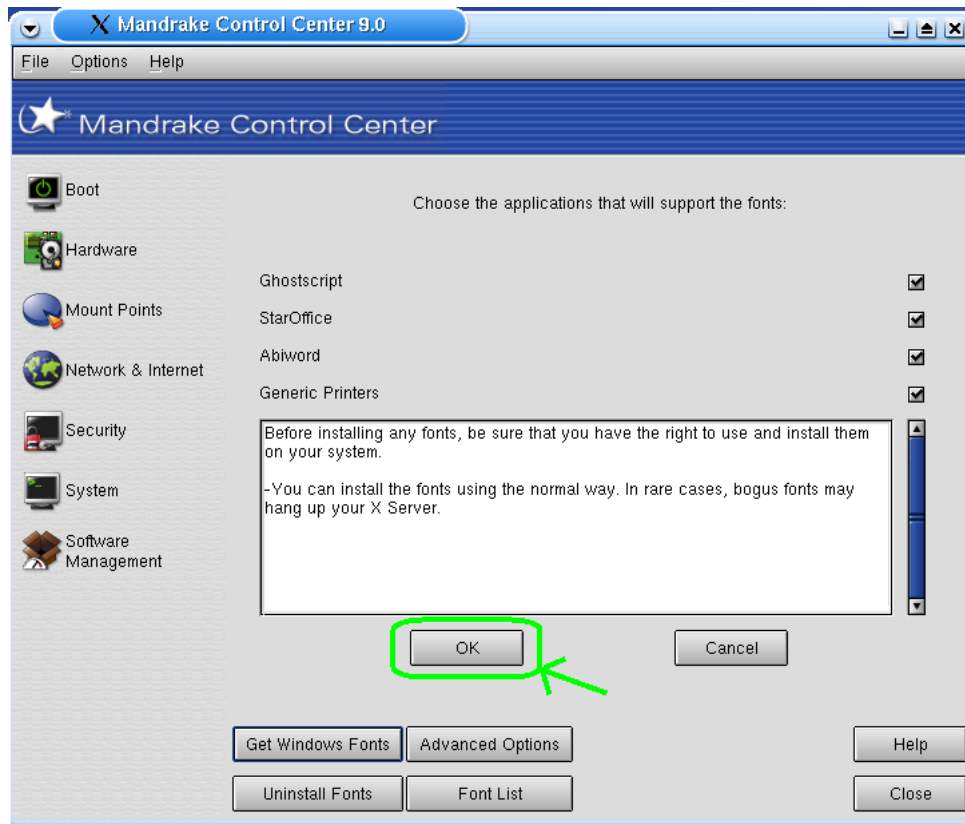 X Mandrake Control Center 9.0
File Options Help
Mandrake Control Center
Boot
Hardware
Mount Points
Network & Internet
Security
System
Software
Management
Choose the applications that will support the fonts:
Ghostscript
StarOffice
Abiword
Generic Printers
Before installing any fonts, be sure that you have the right to use and install them
on your system.
-You can install the fonts using the normal way. In rare cases, bogus fonts may
hang up your X Server.
OK Cancel
Get Windows Fonts Advanced Options Help
Uninstall Fonts Font List Close